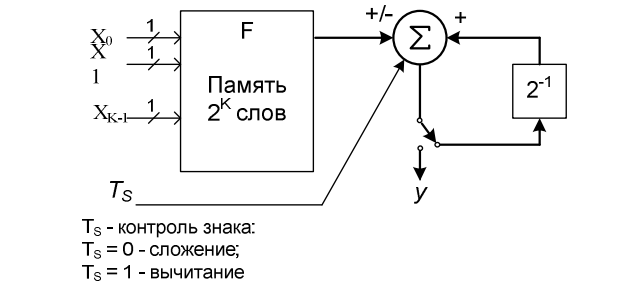 X0 1 F +/- Σ +
X
1 1
Память
2^K слов
2^-1
XK-1 1
TS
y
TS - контроль знака:
TS = 0 - сложение;
TS = 1 - вычитание